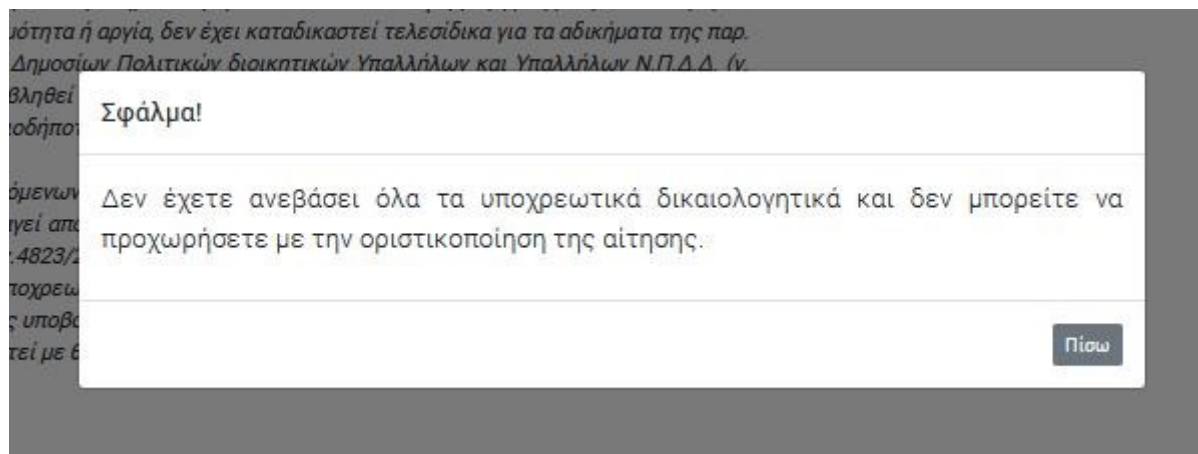 ή αργία, δεν έχει καταδικαστεί τελεσίδικα για τα αδικήματα της παρ.
Δημοσίων Πολιτικών διοικητικών Υπαλλήλων και Υπαλλήλων Ν.Π.Δ.Δ. (ν.
Σφάλμα!
Δεν έχετε ανεβάσει όλα τα υποχρεωτικά δικαιολογητικά και δεν μπορείτε να
προχωρήσετε με την οριστικοποίηση της αίτησης.
Πίσω